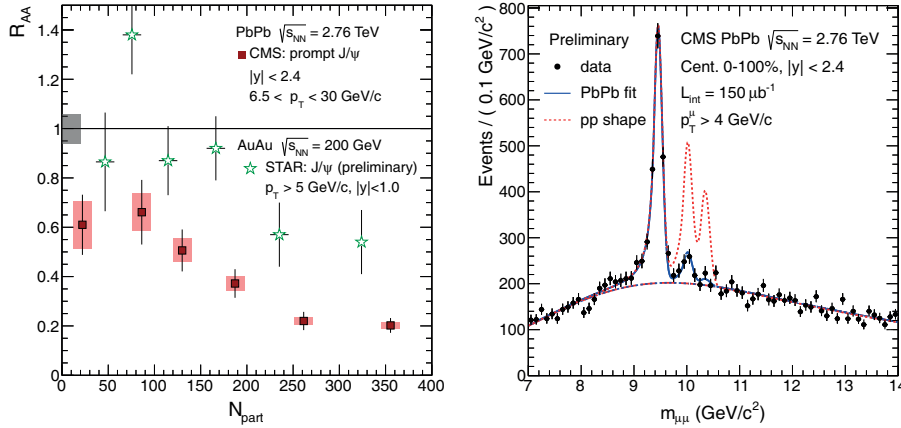 R_AA
1.4
1.2
1
0.8
0.6
0.4
0.2
0
0 50 100 150 200 250 300 350 400
N_part
PbPb √s_NN = 2.76 TeV
CMS: prompt J/ψ
|y| < 2.4
6.5 < p_T < 30 GeV/c
AuAu √s_NN = 200 GeV
STAR: J/ψ (preliminary)
p_T > 5 GeV/c, |y|<1.0
Events / ( 0.1 GeV/c² )
800
700
600
500
400
300
200
100
0
7 8 9 10 11 12 13 14
m_μμ (GeV/c²)
Preliminary
data
PbPb fit
pp shape
CMS PbPb √s_NN = 2.76 TeV
Cent. 0-100%, |y| < 2.4
L_int = 150 μb⁻¹
p_T^μ > 4 GeV/c